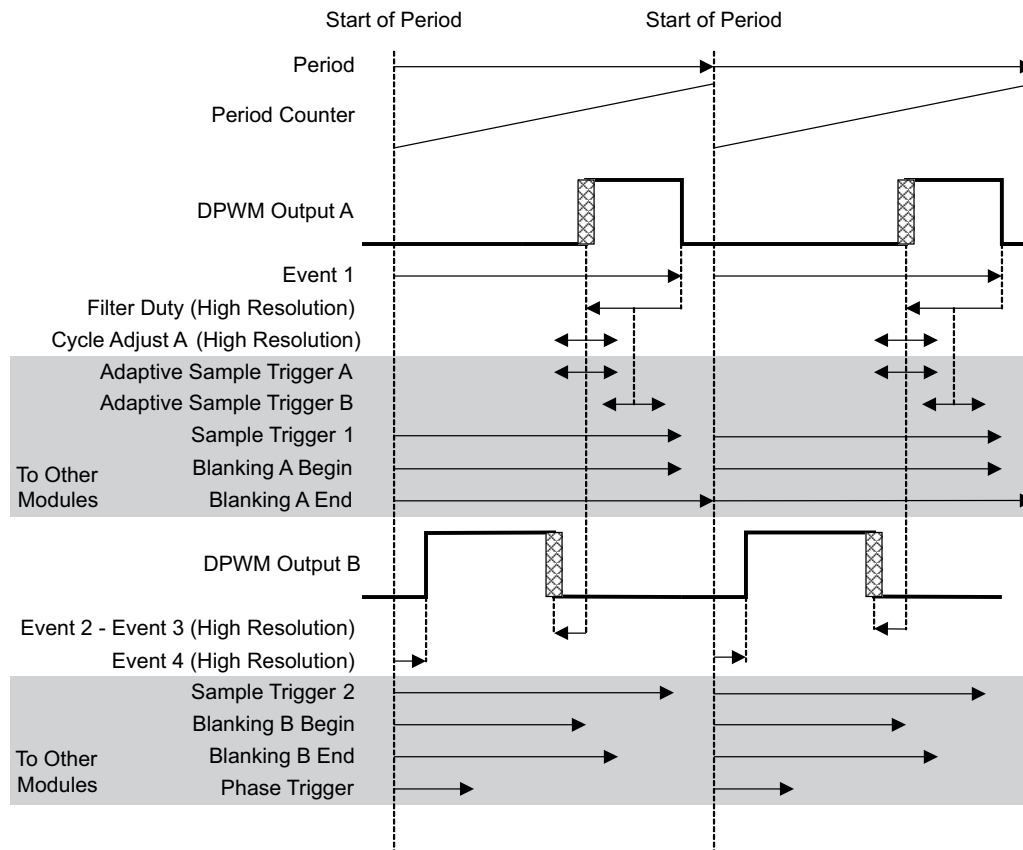 Start of Period
Start of Period
Period
Period Counter
DPWM Output A
Event 1
Filter Duty (High Resolution)
Cycle Adjust A (High Resolution)
Adaptive Sample Trigger A
Adaptive Sample Trigger B
Sample Trigger 1
Blanking A Begin
Blanking A End
To Other
Modules
DPWM Output B
Event 2 - Event 3 (High Resolution)
Event 4 (High Resolution)
Sample Trigger 2
Blanking B Begin
Blanking B End
Phase Trigger
To Other
Modules